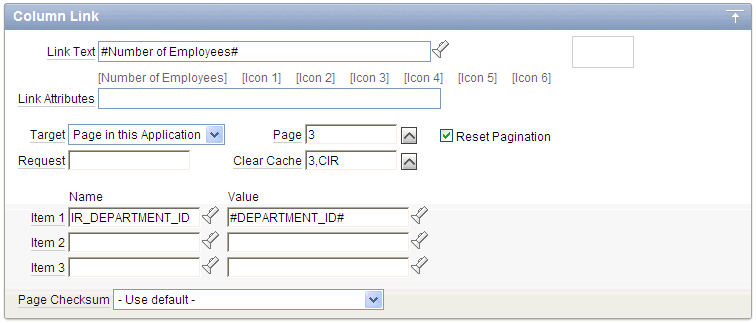 Column Link
Link Text #Number of Employees#
[Number of Employees] [Icon 1] [Icon 2] [Icon 3] [Icon 4] [Icon 5] [Icon 6]
Link Attributes
Target Page in this Application Page 3 Reset Pagination
Request Clear Cache 3,CIR
Name Value
Item 1 IR_DEPARTMENT_ID #DEPARTMENT_ID#
Item 2
Item 3
Page Checksum - Use default -